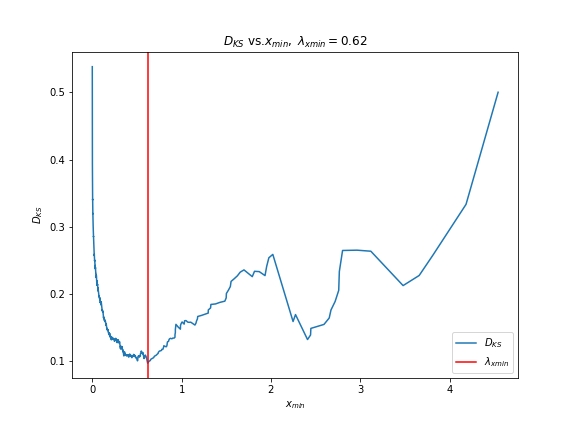 D_KS vs.x_min, λ_xmin = 0.62
D_KS
0.5
0.4
0.3
0.2
0.1
0
1
2
3
4
x_min
D_KS
λ_xmin